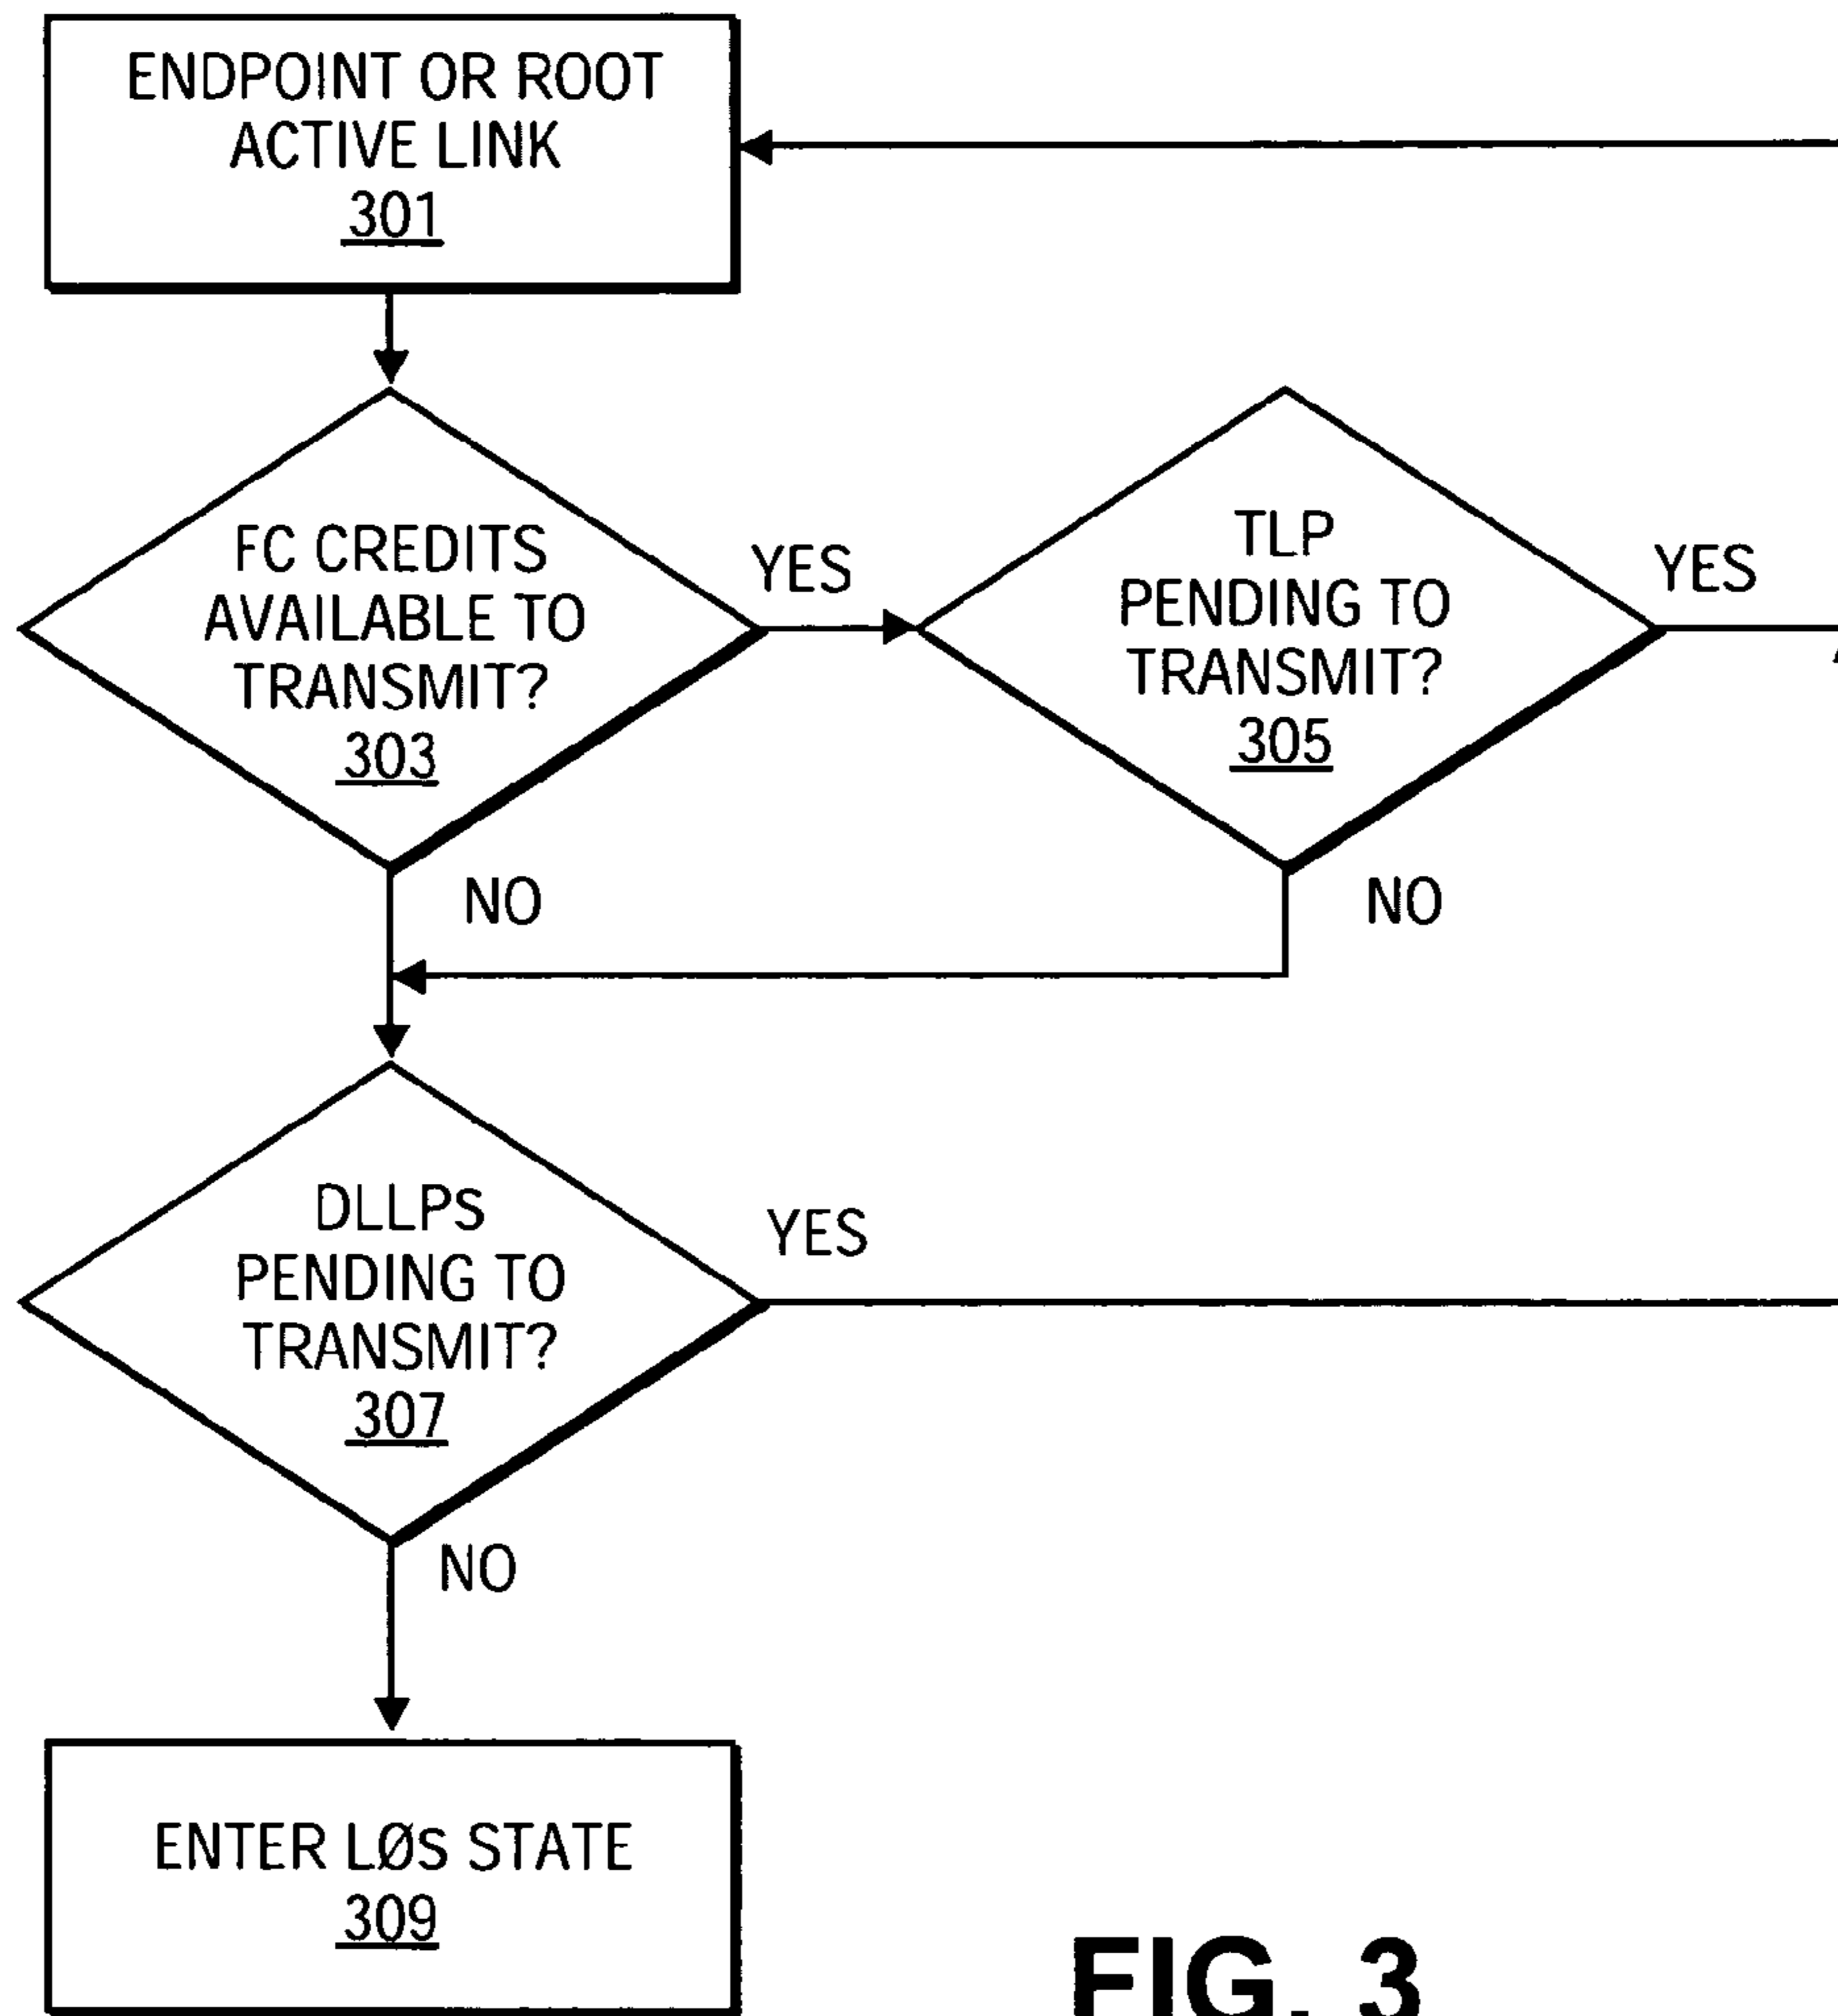 ENDPOINT OR ROOT
ACTIVE LINK
301
FC CREDITS
AVAILABLE TO
TRANSMIT?
303
YES
TLP
PENDING TO
TRANSMIT?
305
YES
NO
NO
DLLPS
PENDING TO
TRANSMIT?
307
YES
NO
ENTER LØS STATE
309
FIG. 3